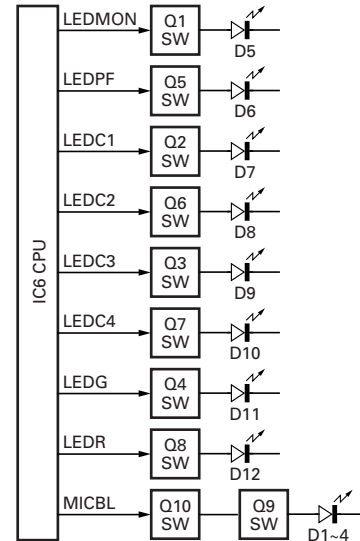 IC6 CPU
LEDMON
Q1
SW
D5
LEDPF
Q5
SW
D6
LEDC1
Q2
SW
D7
LEDC2
Q6
SW
D8
LEDC3
Q3
SW
D9
LEDC4
Q7
SW
D10
LEDG
Q4
SW
D11
LEDR
Q8
SW
D12
MICBL
Q10
SW
Q9
SW
D1~4